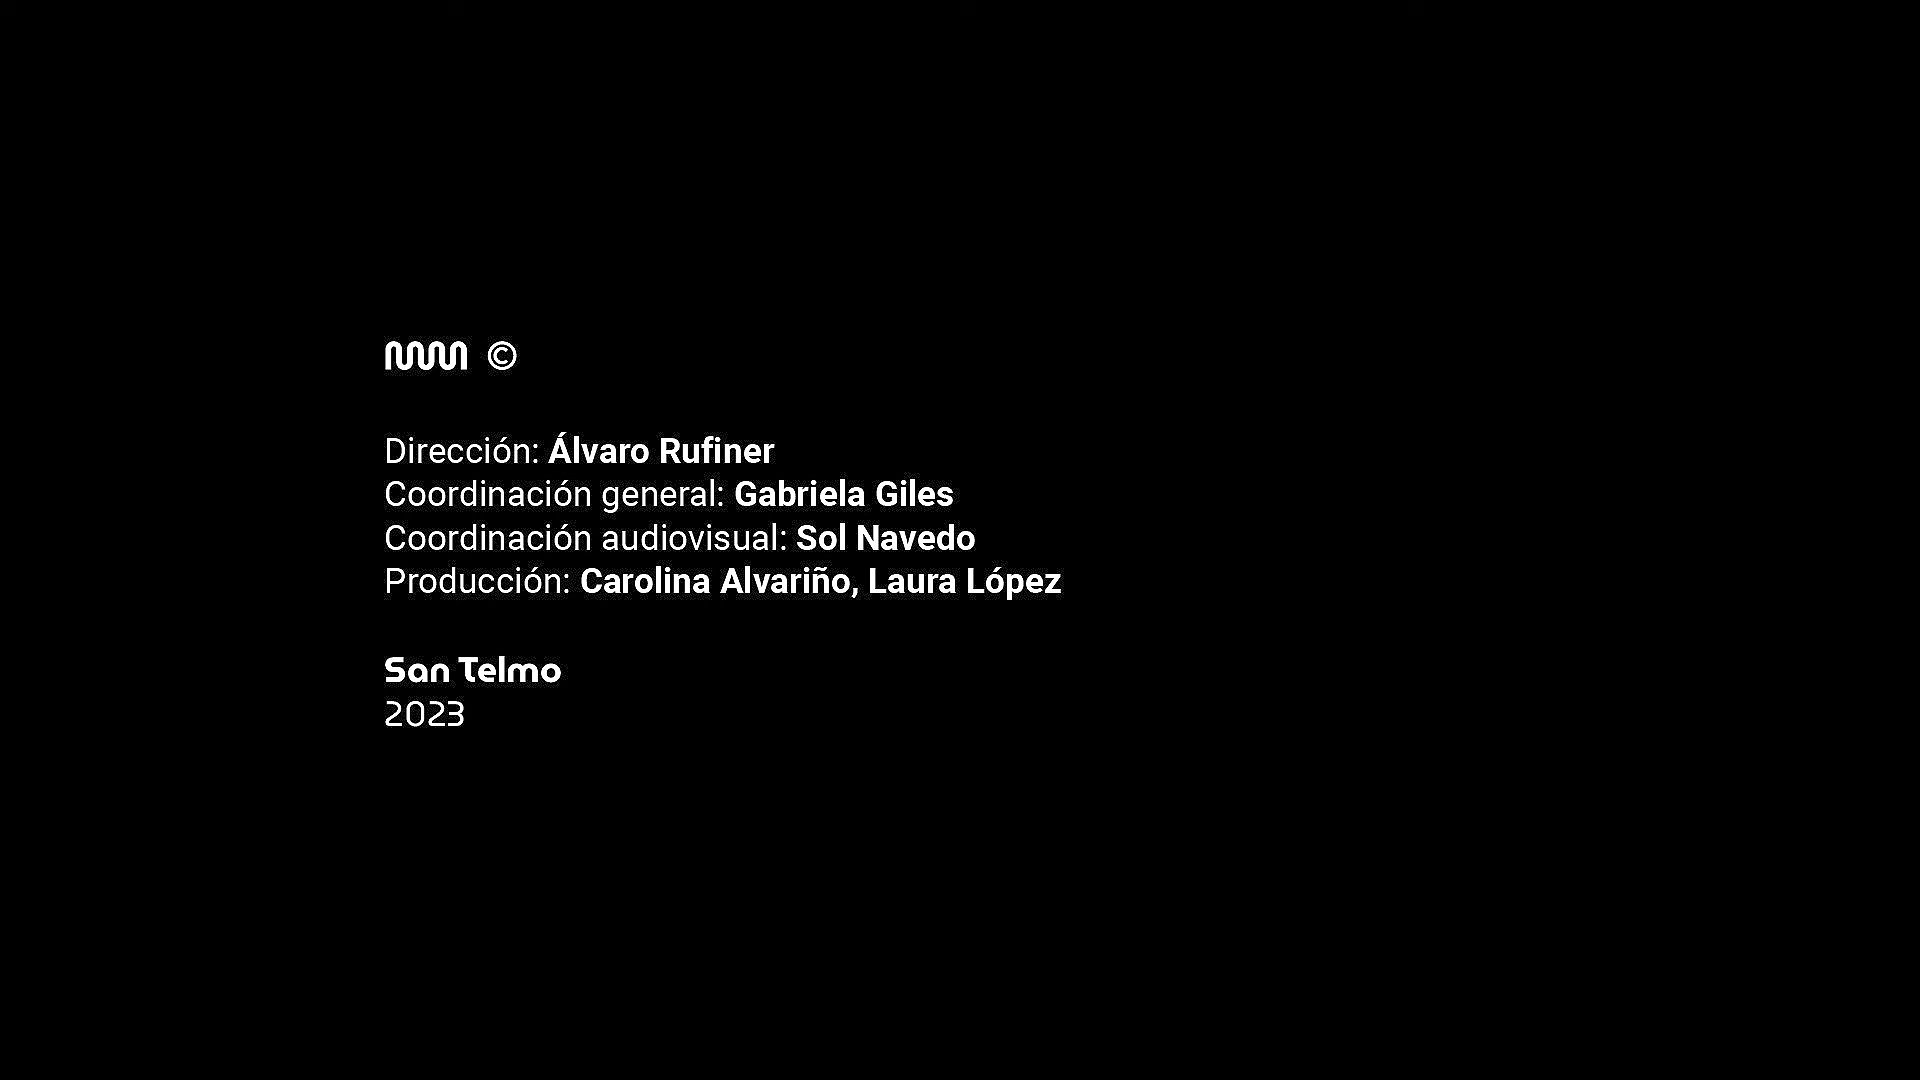 ©
Dirección: Álvaro Rufiner
Coordinación general: Gabriela Giles
Coordinación audiovisual: Sol Navedo
Producción: Carolina Alvariño, Laura López
San Telmo
2023